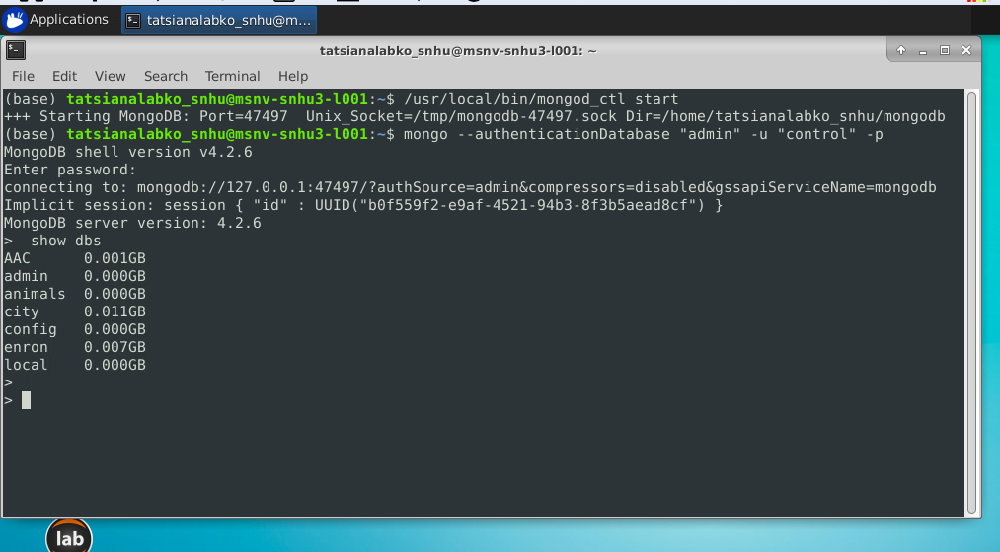 Applications
tatsianalabko_snhu@m...
tatsianalabko_snhu@msnv-snhu3-l001: ~
File Edit View Search Terminal Help
(base) tatsianalabko_snhu@msnv-snhu3-l001:~$ /usr/local/bin/mongod_ctl start
+++ Starting MongoDB: Port=47497  Unix_Socket=/tmp/mongodb-47497.sock Dir=/home/tatsianalabko_snhu/mongodb
(base) tatsianalabko_snhu@msnv-snhu3-l001:~$ mongo --authenticationDatabase "admin" -u "control" -p
MongoDB shell version v4.2.6
Enter password:
connecting to: mongodb://127.0.0.1:47497/?authSource=admin&compressors=disabled&gssapiServiceName=mongodb
Implicit session: session { "id" : UUID("b0f559f2-e9af-4521-94b3-8f3b5aead8cf") }
MongoDB server version: 4.2.6
>  show dbs
AAC      0.001GB
admin    0.000GB
animals  0.000GB
city     0.011GB
config   0.000GB
enron    0.007GB
local    0.000GB
>
>
lab